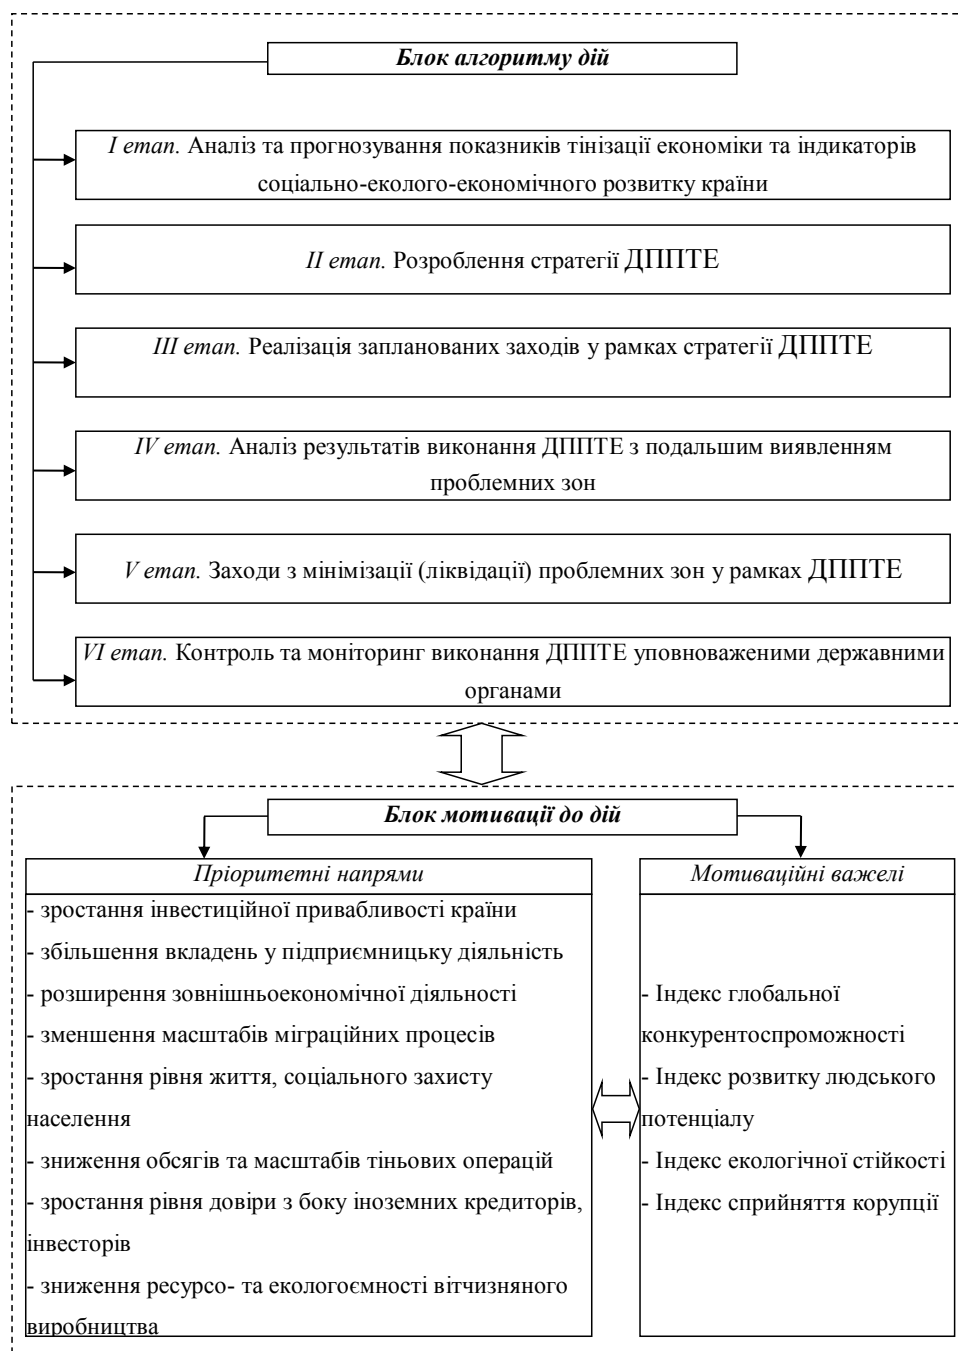 Блок алгоритму дій
I етап. Аналіз та прогнозування показників тінізації економіки та індикаторів
соціально-еколого-економічного розвитку країни
II етап. Розроблення стратегії ДППТЕ
III етап. Реалізація запланованих заходів у рамках стратегії ДППТЕ
IV етап. Аналіз результатів виконання ДППТЕ з подальшим виявленням
проблемних зон
V етап. Заходи з мінімізації (ліквідації) проблемних зон у рамках ДППТЕ
VI етап. Контроль та моніторинг виконання ДППТЕ уповноваженими державними
органами
Блок мотивації до дій
Пріоритетні напрями
- зростання інвестиційної привабливості країни
- збільшення вкладень у підприємницьку діяльність
- розширення зовнішньоекономічної діяльності
- зменшення масштабів міграційних процесів
- зростання рівня життя, соціального захисту
населення
- зниження обсягів та масштабів тіньових операцій
- зростання рівня довіри з боку іноземних кредиторів,
інвесторів
- зниження ресурсо- та екологоємності вітчизняного
виробництва
Мотиваційні важелі
- Індекс глобальної
конкурентоспроможності
- Індекс розвитку людського
потенціалу
- Індекс екологічної стійкості
- Індекс сприйняття корупції